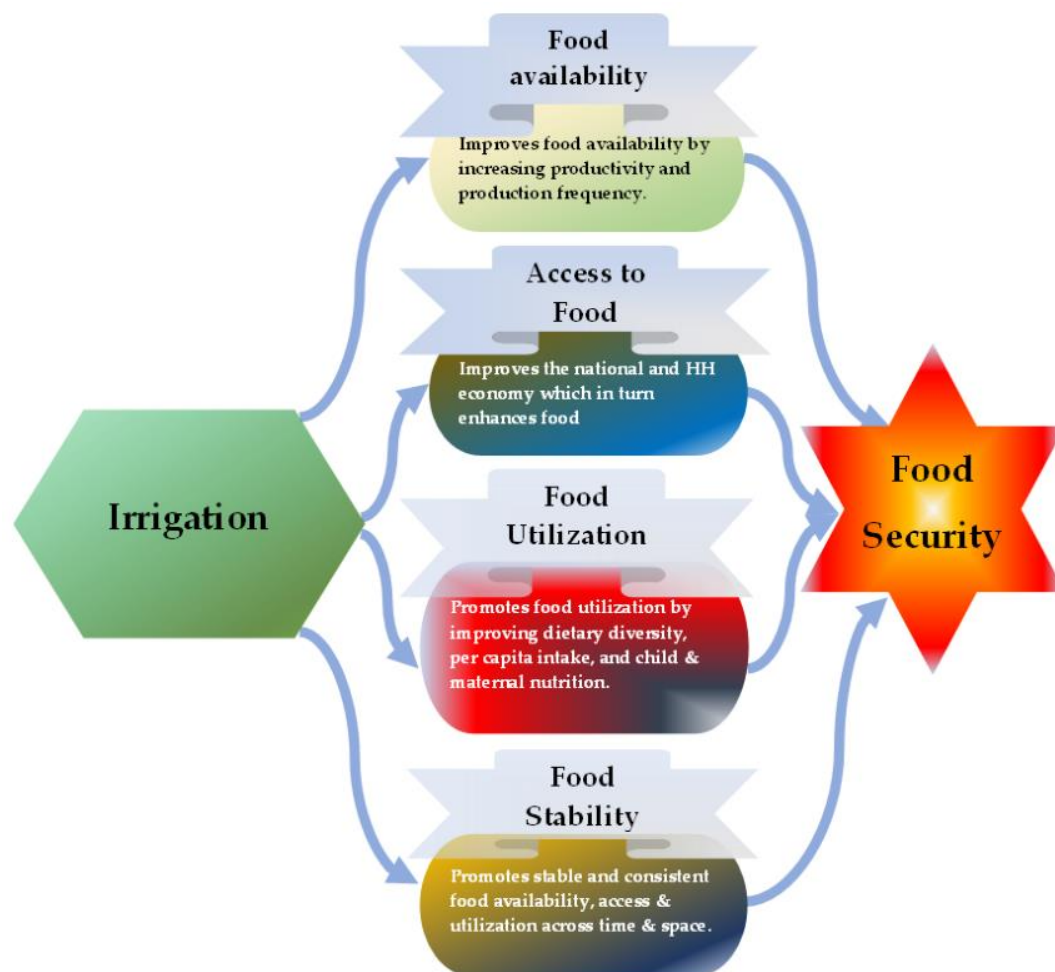 Food
availability
Improves food availability by
increasing productivity and
production frequency.
Access to
Food
Improves the national and HH
economy which in turn
enhances food
Irrigation
Food
Utilization
Promotes food utilization by
improving dietary diversity,
per capita intake, and child &
maternal nutrition.
Food
Stability
Promotes stable and consistent
food availability, access &
utilization across time & space.
Food
Security